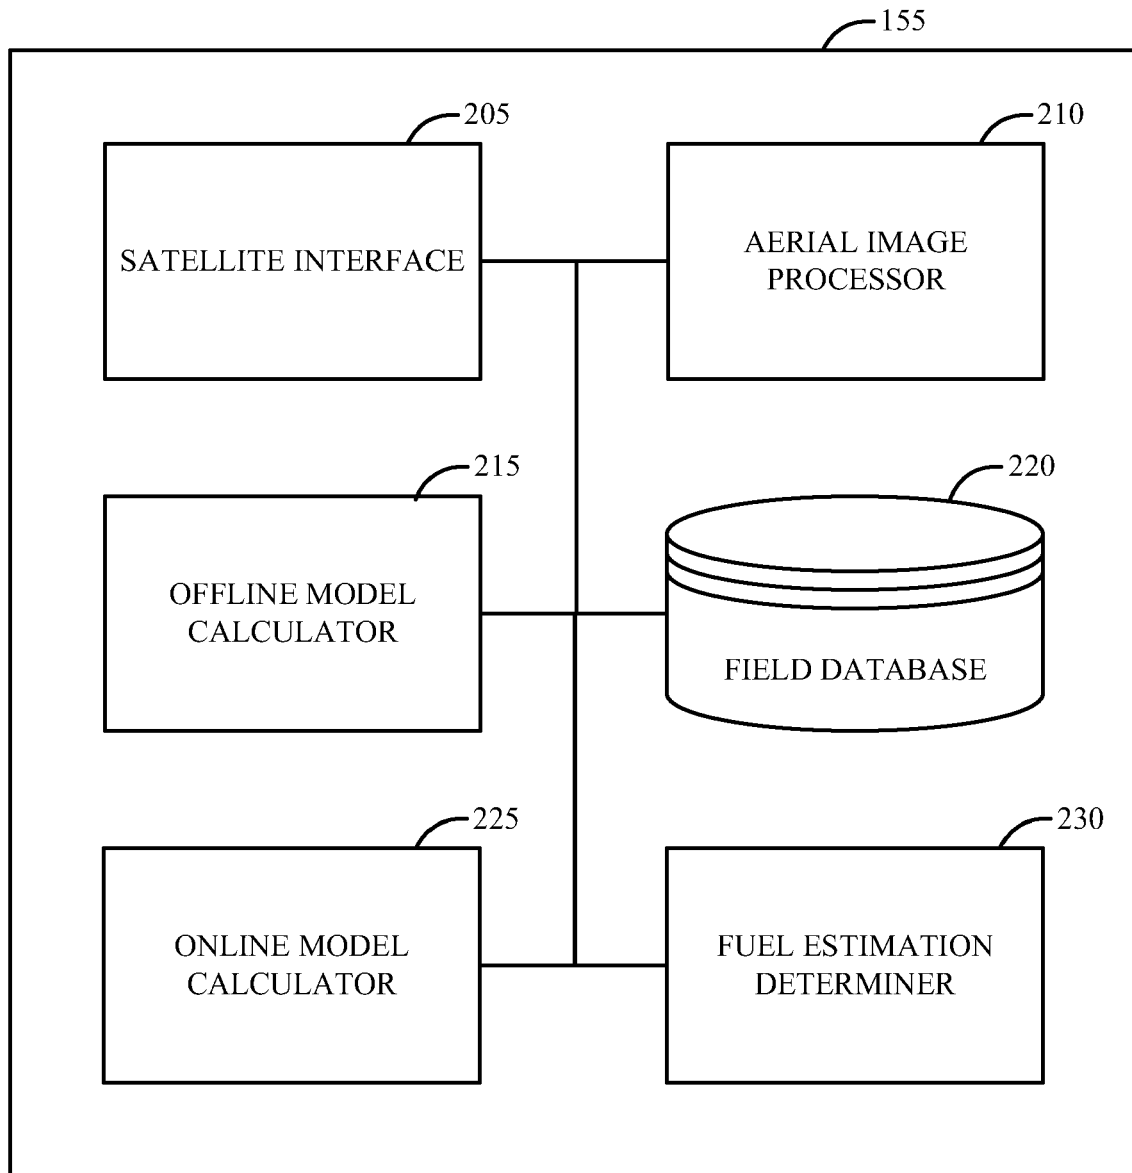 155
205
210
SATELLITE INTERFACE
AERIAL IMAGE
PROCESSOR
215
220
OFFLINE MODEL
CALCULATOR
FIELD DATABASE
225
230
ONLINE MODEL
CALCULATOR
FUEL ESTIMATION
DETERMINER